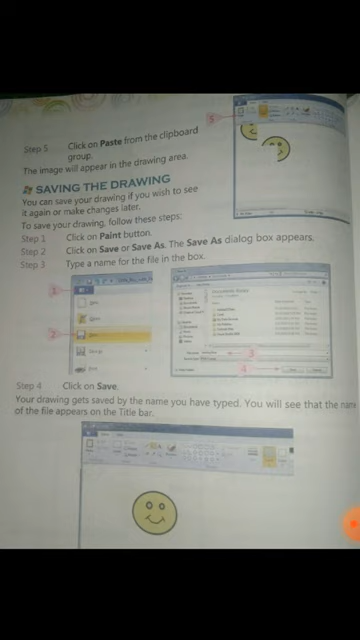 5
Step 5 Click on Paste from the clipboard
group.
The image will appear in the drawing area.
SAVING THE DRAWING
You can save your drawing if you wish to see
it again or make changes later.
To save your drawing, follow these steps:
Step 1 Click on Paint button.
Step 2 Click on Save or Save As. The Save As dialog box appears.
Step 3 Type a name for the file in the box.
1
2
3
4
Step 4 Click on Save.
Your drawing gets saved by the name you have typed. You will see that the name
of the file appears on the Title bar.